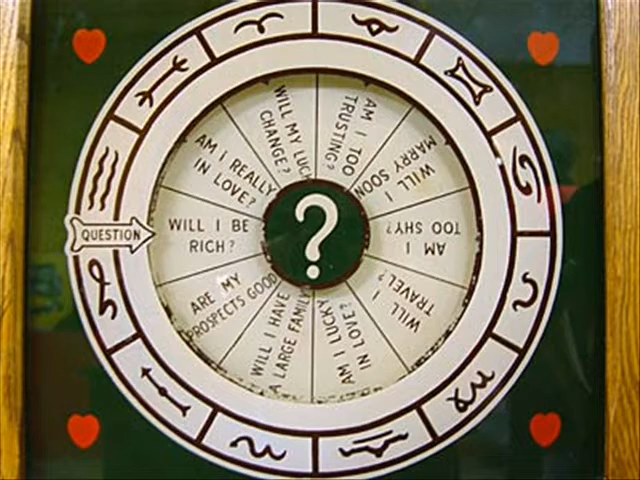 QUESTION
WILL I BE
RICH?
AM I REALLY
IN LOVE?
WILL MY LUCK
CHANGE?
AM I TOO
TRUSTING?
WILL I
MARRY SOON
AM I
TOO SHY?
WILL I
TRAVEL?
AM I LUCKY
IN LOVE?
WILL I HAVE
A LARGE FAMILY
ARE MY
PROSPECTS GOOD
?